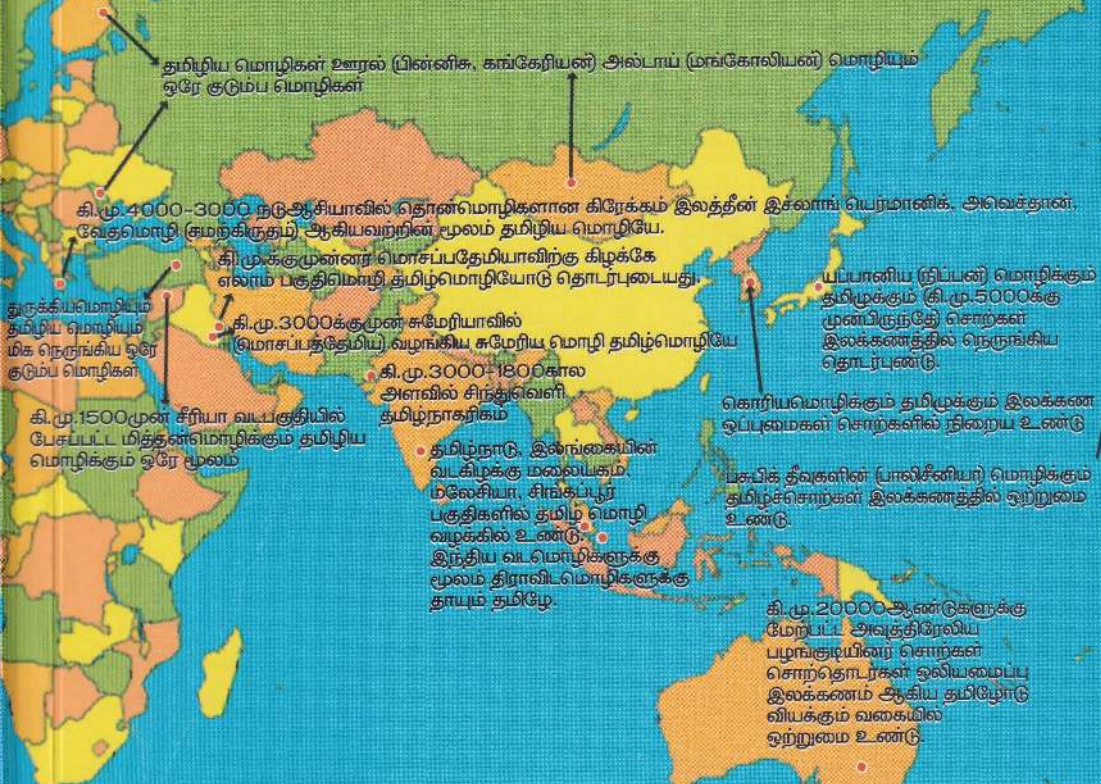 தமிழிய மொழிகள் ஊரல் (பின்னிசு, கங்கேரியன்) அல்டாய் (மங்கோலியன்) மொழியும்
ஒரே குடும்ப மொழிகள்
கி.மு.4000-3000 நடுஆசியாவில் தொன்மொழிகளான கிரேக்கம் இலத்தீன் இசுலாங் யெர்மானிக், அவெச்தான்,
வேதமொழி (சமற்கிருதம்) ஆகியவற்றின் மூலம் தமிழிய மொழியே.
கி.மு.க்குமுன்னர் மொசப்பதேமியாவிற்கு கிழக்கே
எலாம் பகுதிமொழி தமிழ்மொழியோடு தொடர்புடையது.
துருக்கியமொழியும்
தமிழிய மொழியும்
மிக நெருங்கிய ஒரே
குடும்ப மொழிகள்
கி.மு.3000க்குமுன் சுமேரியாவில்
(மொசப்பத்தேமிய) வழங்கிய சுமேரிய மொழி தமிழ்மொழியே
கி.மு.3000-1800கால
அளவில் சிந்துவெளி
தமிழ்நாகரிகம்
கி.மு.1500முன் சீரியா வடபகுதியில்
பேசப்பட்ட மித்தன்மொழிக்கும் தமிழிய
மொழிக்கும் ஒரே மூலம்
தமிழ்நாடு, இலங்கையின்
வடகிழக்கு மலையகம்,
மலேசியா, சிங்கப்பூர்
பகுதிகளில் தமிழ் மொழி
வழக்கில் உண்டு.
இந்திய வடமொழிகளுக்கு
மூலம் திராவிடமொழிகளுக்கு
தாயும் தமிழே.
யப்பானிய (நிப்பன்) மொழிக்கும்
தமிழுக்கும் (கி.மு.5000க்கு
முன்பிருந்தே) சொற்கள்
இலக்கணத்தில் நெருங்கிய
தொடர்புண்டு.
கொரியமொழிக்கும் தமிழுக்கும் இலக்கண
ஒப்புமைகள் சொற்களில் நிறைய உண்டு
பசுபிக் தீவுகளின் (பாலிசீனியர்) மொழிக்கும்
தமிழ்ச்சொற்கள் இலக்கணத்தில் ஒற்றுமை
உண்டு.
கி.மு.20000ஆண்டுகளுக்கு
மேற்பட்ட அவுத்திரேலிய
பழங்குடியினர் சொற்கள்
சொற்தொடர்கள் ஒலியமைப்பு
இலக்கணம் ஆகிய தமிழோடு
வியக்கும் வகையில்
ஒற்றுமை உண்டு.